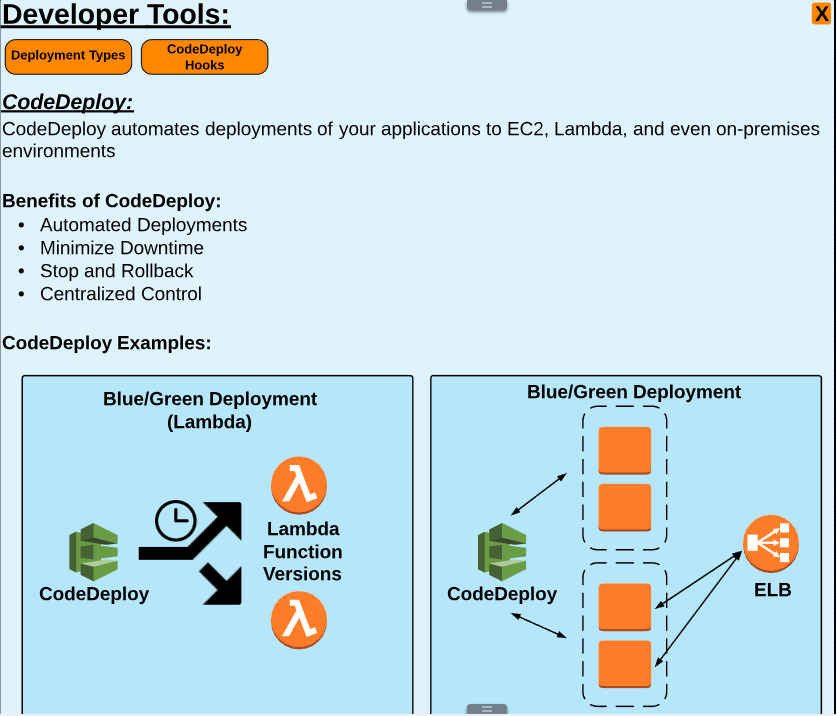 Developer Tools:
X
Deployment Types
CodeDeploy
Hooks
CodeDeploy:
CodeDeploy automates deployments of your applications to EC2, Lambda, and even on-premises
environments
Benefits of CodeDeploy:
• Automated Deployments
• Minimize Downtime
• Stop and Rollback
• Centralized Control
CodeDeploy Examples:
Blue/Green Deployment
(Lambda)
CodeDeploy
Lambda
Function
Versions
Blue/Green Deployment
CodeDeploy
ELB